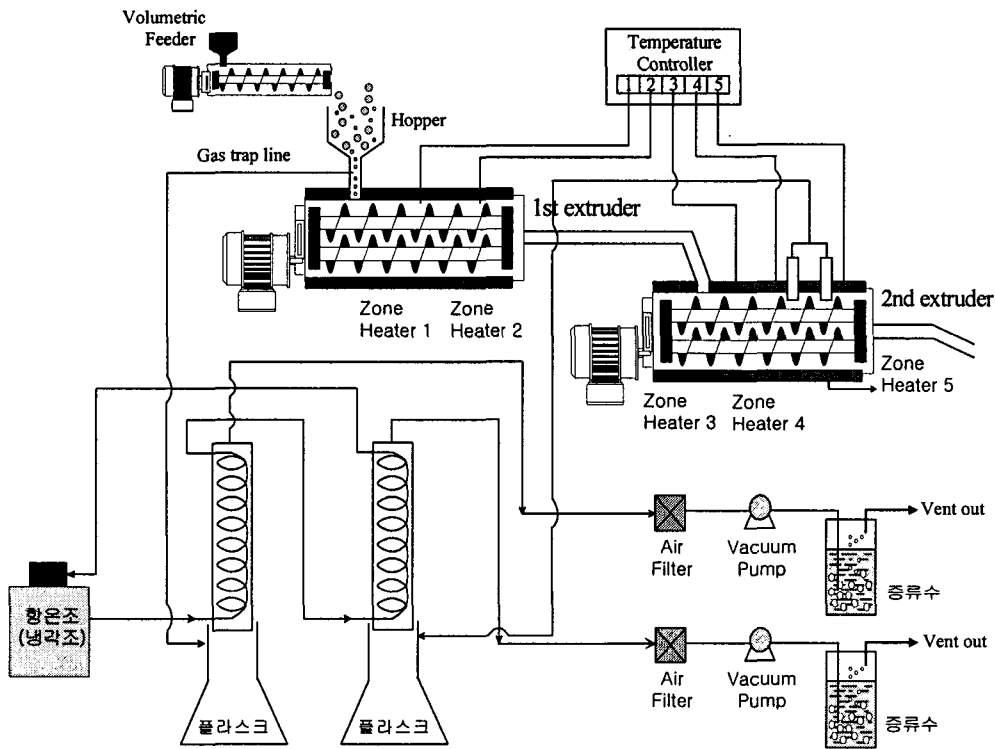 Volumetric
Feeder
Temperature
Controller
1 2 3 4 5
Hopper
Gas trap line
1st extruder
Zone
Heater 1
Zone
Heater 2
2nd extruder
Zone
Heater 3
Zone
Heater 4
Zone
Heater 5
항온조
(냉각조)
플라스크
플라스크
Air
Filter
Vacuum
Pump
Vent out
증류수
Air
Filter
Vacuum
Pump
Vent out
증류수